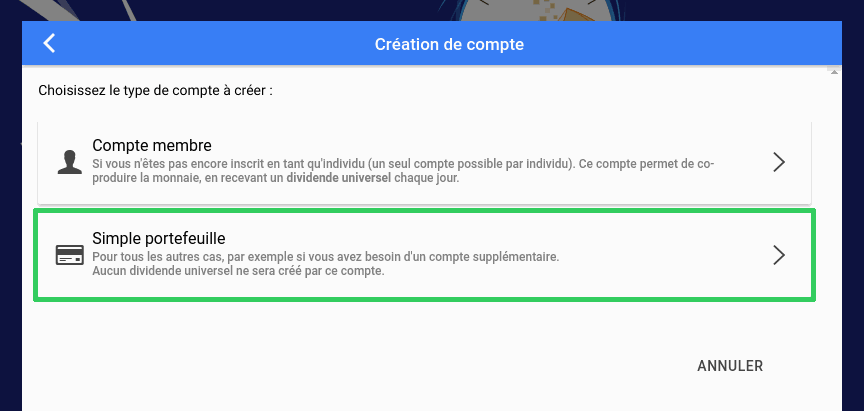 Création de compte
Choisissez le type de compte à créer :
Compte membre
Si vous n'êtes pas encore inscrit en tant qu'individu (un seul compte possible par individu). Ce compte permet de co-
produire la monnaie, en recevant un dividende universel chaque jour.
Simple portefeuille
Pour tous les autres cas, par exemple si vous avez besoin d'un compte supplémentaire.
Aucun dividende universel ne sera créé par ce compte.
ANNULER